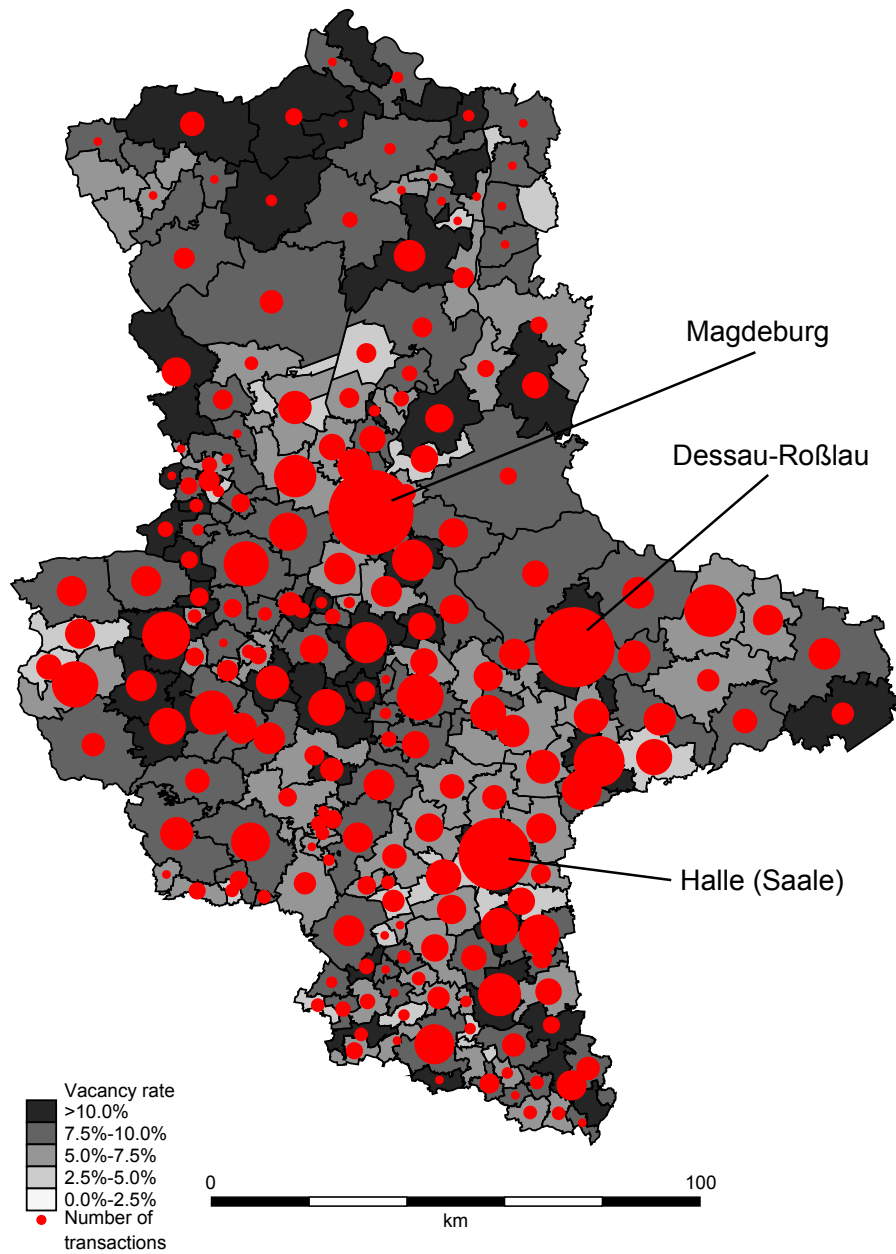 Magdeburg
Dessau-Roßlau
Halle (Saale)
Vacancy rate
>10.0%
7.5%-10.0%
5.0%-7.5%
2.5%-5.0%
0.0%-2.5%
Number of
transactions
0 100
km